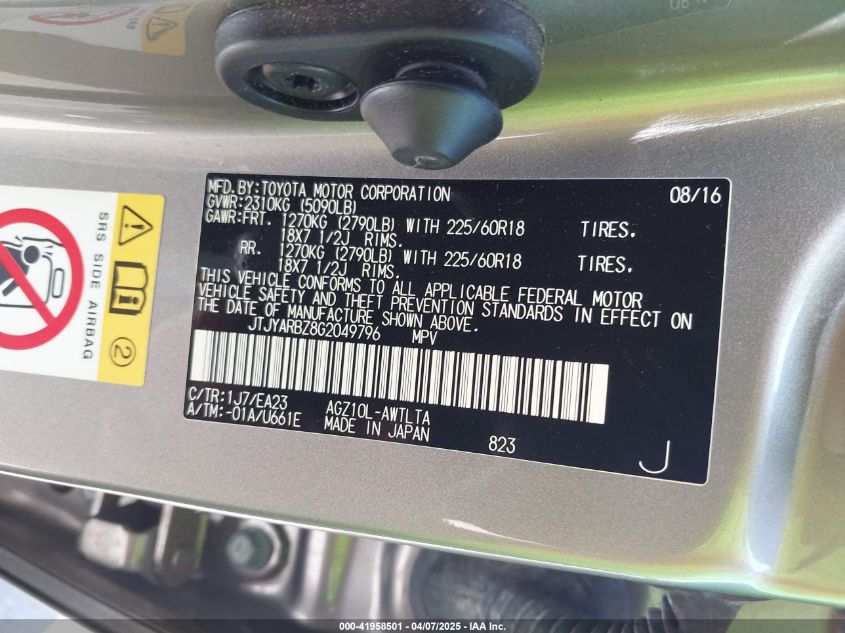 MFD.BY:TOYOTA MOTOR CORPORATION 08/16
GVWR:2310KG (5090LB)
GAWR:FRT. 1270KG (2790LB) WITH 225/60R18 TIRES.
18X7 1/2J RIMS.
RR. 1270KG (2790LB) WITH 225/60R18 TIRES.
18X7 1/2J RIMS.
THIS VEHICLE CONFORMS TO ALL APPLICABLE FEDERAL MOTOR
VEHICLE SAFETY AND THEFT PREVENTION STANDARDS IN EFFECT ON
THE DATE OF MANUFACTURE SHOWN ABOVE.
JTJYARBZ8G2049796 MPV
C/TR:1J7/EA23 AGZ10L-AWTLTA
A/TM:-01A/U661E MADE IN JAPAN 823
J
SRS SIDE AIRBAG
2
000-41958501 - 04/07/2025 - IAA Inc.